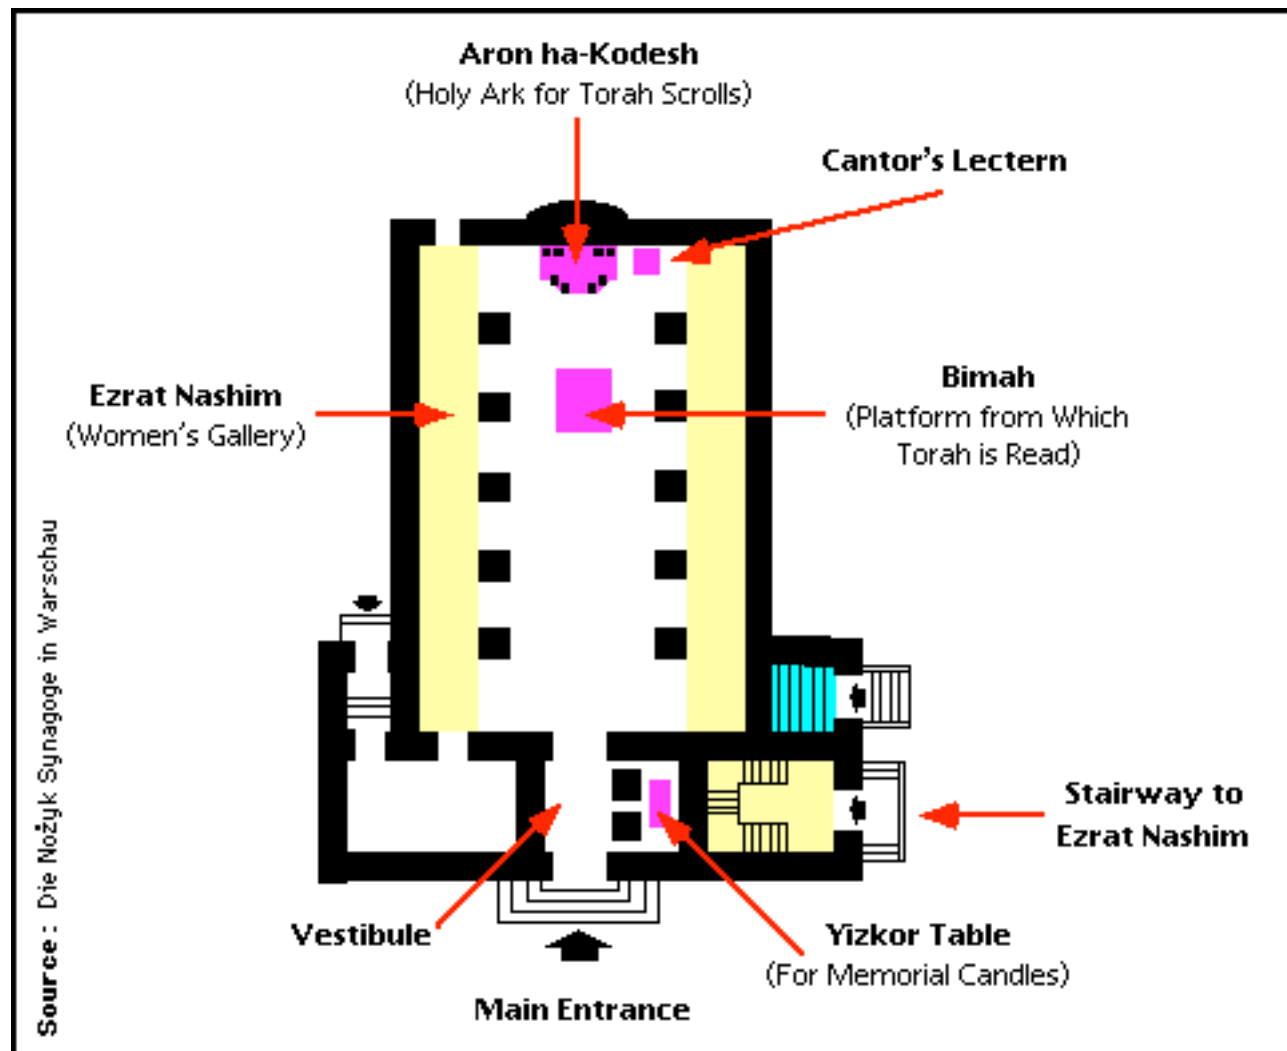 Aron ha-Kodesh
(Holy Ark for Torah Scrolls)
Cantor's Lectern
Ezrat Nashim
(Women's Gallery)
Bimah
(Platform from Which
Torah is Read)
Stairway to
Ezrat Nashim
Vestibule
Yizkor Table
(For Memorial Candles)
Main Entrance
Source: Die Nożyk Synagoge in Warschau